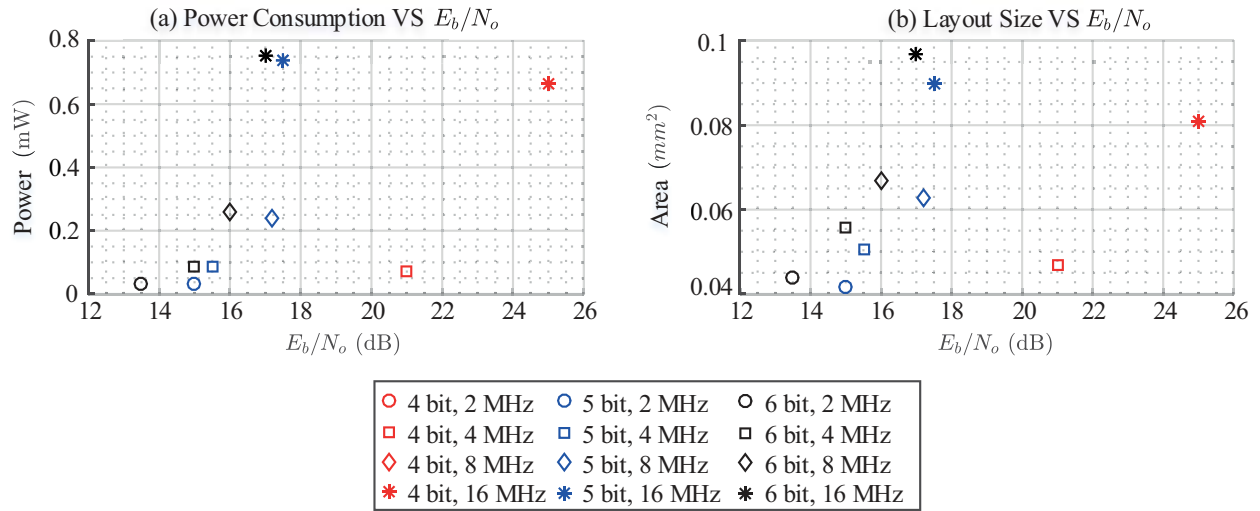 (a) Power Consumption VS E_b/N_o
0.8
0.6
0.4
0.2
0
Power (mW)
12 14 16 18 20 22 24 26
E_b/N_o (dB)
(b) Layout Size VS E_b/N_o
0.1
0.08
0.06
0.04
Area (mm²)
12 14 16 18 20 22 24 26
E_b/N_o (dB)
4 bit, 2 MHz 5 bit, 2 MHz 6 bit, 2 MHz
4 bit, 4 MHz 5 bit, 4 MHz 6 bit, 4 MHz
4 bit, 8 MHz 5 bit, 8 MHz 6 bit, 8 MHz
4 bit, 16 MHz 5 bit, 16 MHz 6 bit, 16 MHz